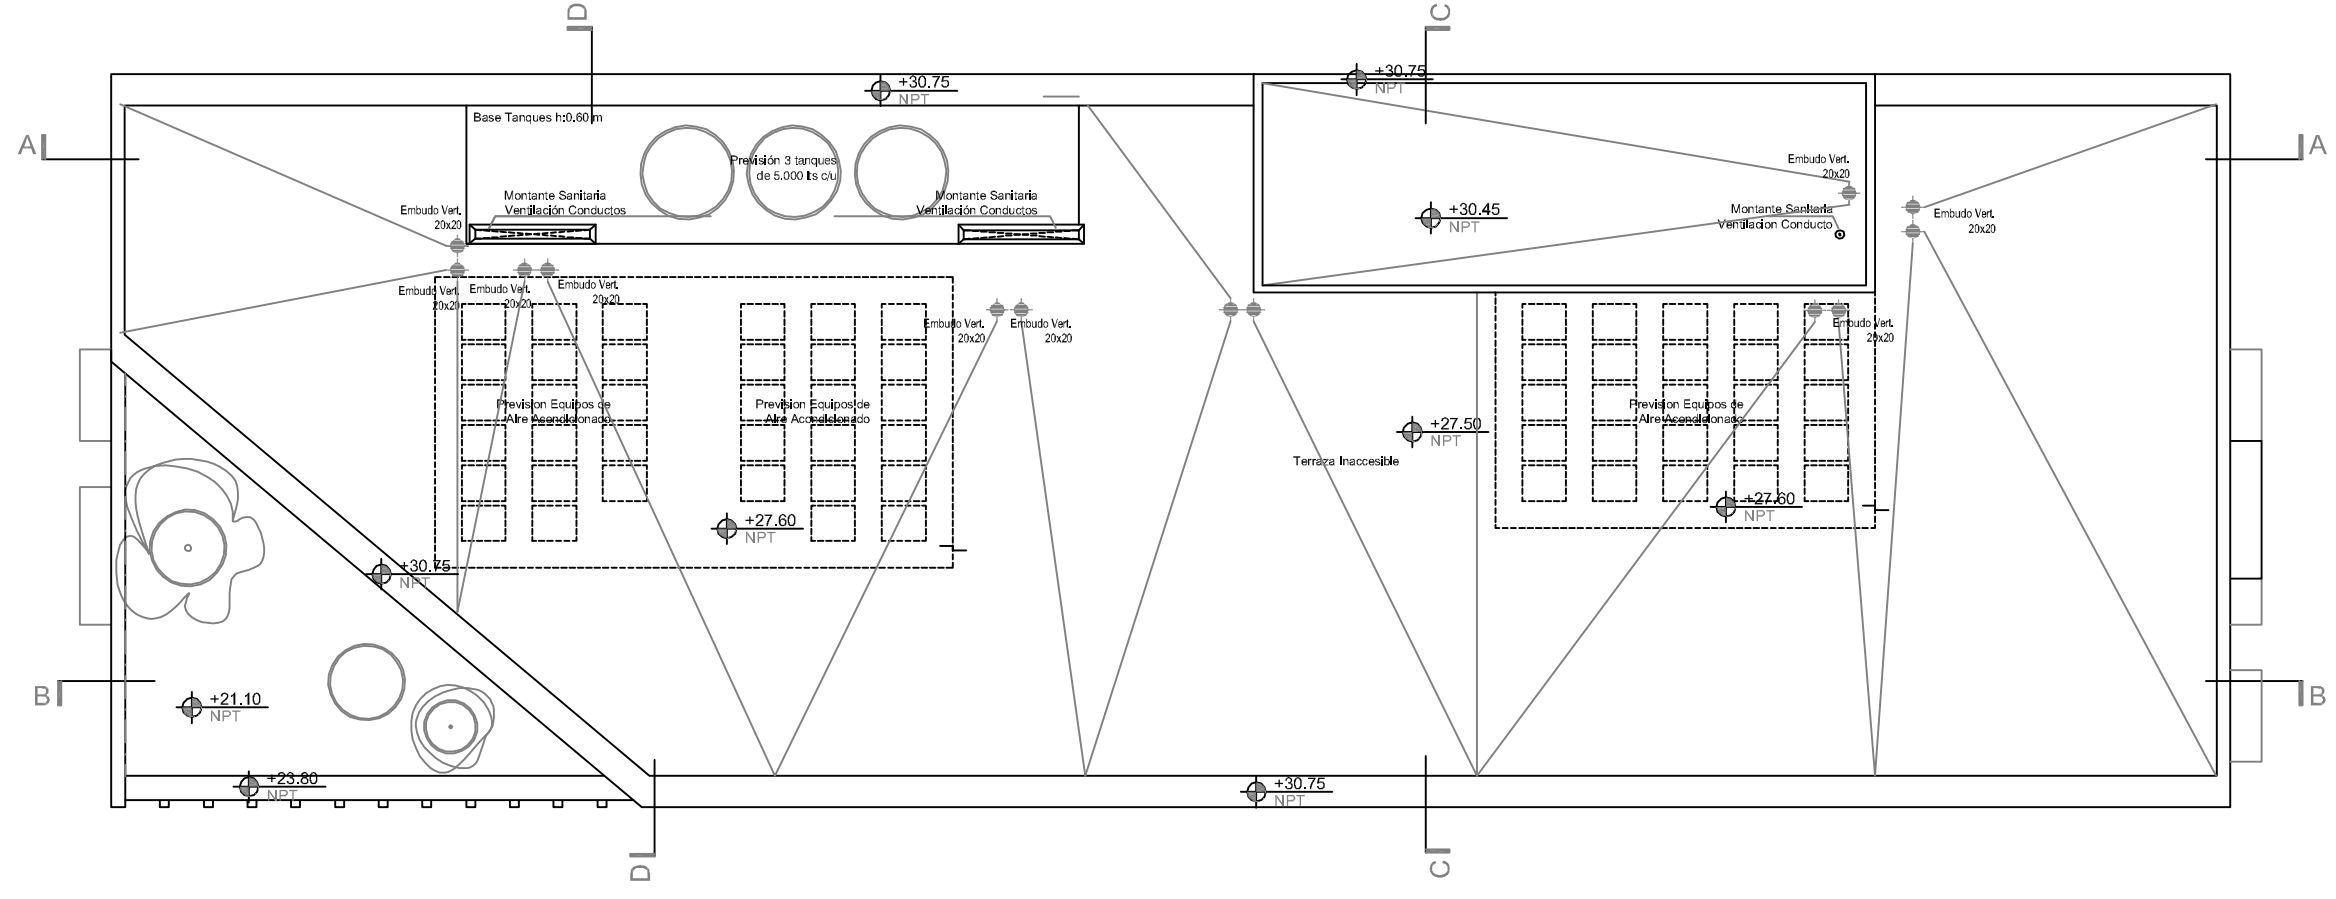 D
C
+30.75
NPT
+30.75
NPT
Base Tanques h:0.60 m
A
A
Previsión 3 tanques
de 5.000 lts c/u
Embudo Vert.
20x20
Montante Sanitaria
Ventilación Conductos
Montante Sanitaria
Ventilación Conductos
Embudo Vert.
20x20
+30.45
NPT
Montante Sanitaria
Ventilacion Conducto
Embudo Vert.
20x20
Embudo Vert.
20x20
Embudo Vert.
20x20
Embudo Vert.
20x20
Embudo Vert.
20x20
Embudo Vert.
20x20
Embudo Vert.
20x20
Prevision Equipos de
Aire Acondicionado
Prevision Equipos de
Aire Acondicionado
Prevision Equipos de
Aire Acondicionado
+27.50
NPT
Terraza Inaccesible
+27.60
NPT
+27.60
NPT
+30.75
NPT
B
+21.10
NPT
B
+23.80
NPT
+30.75
NPT
D
C